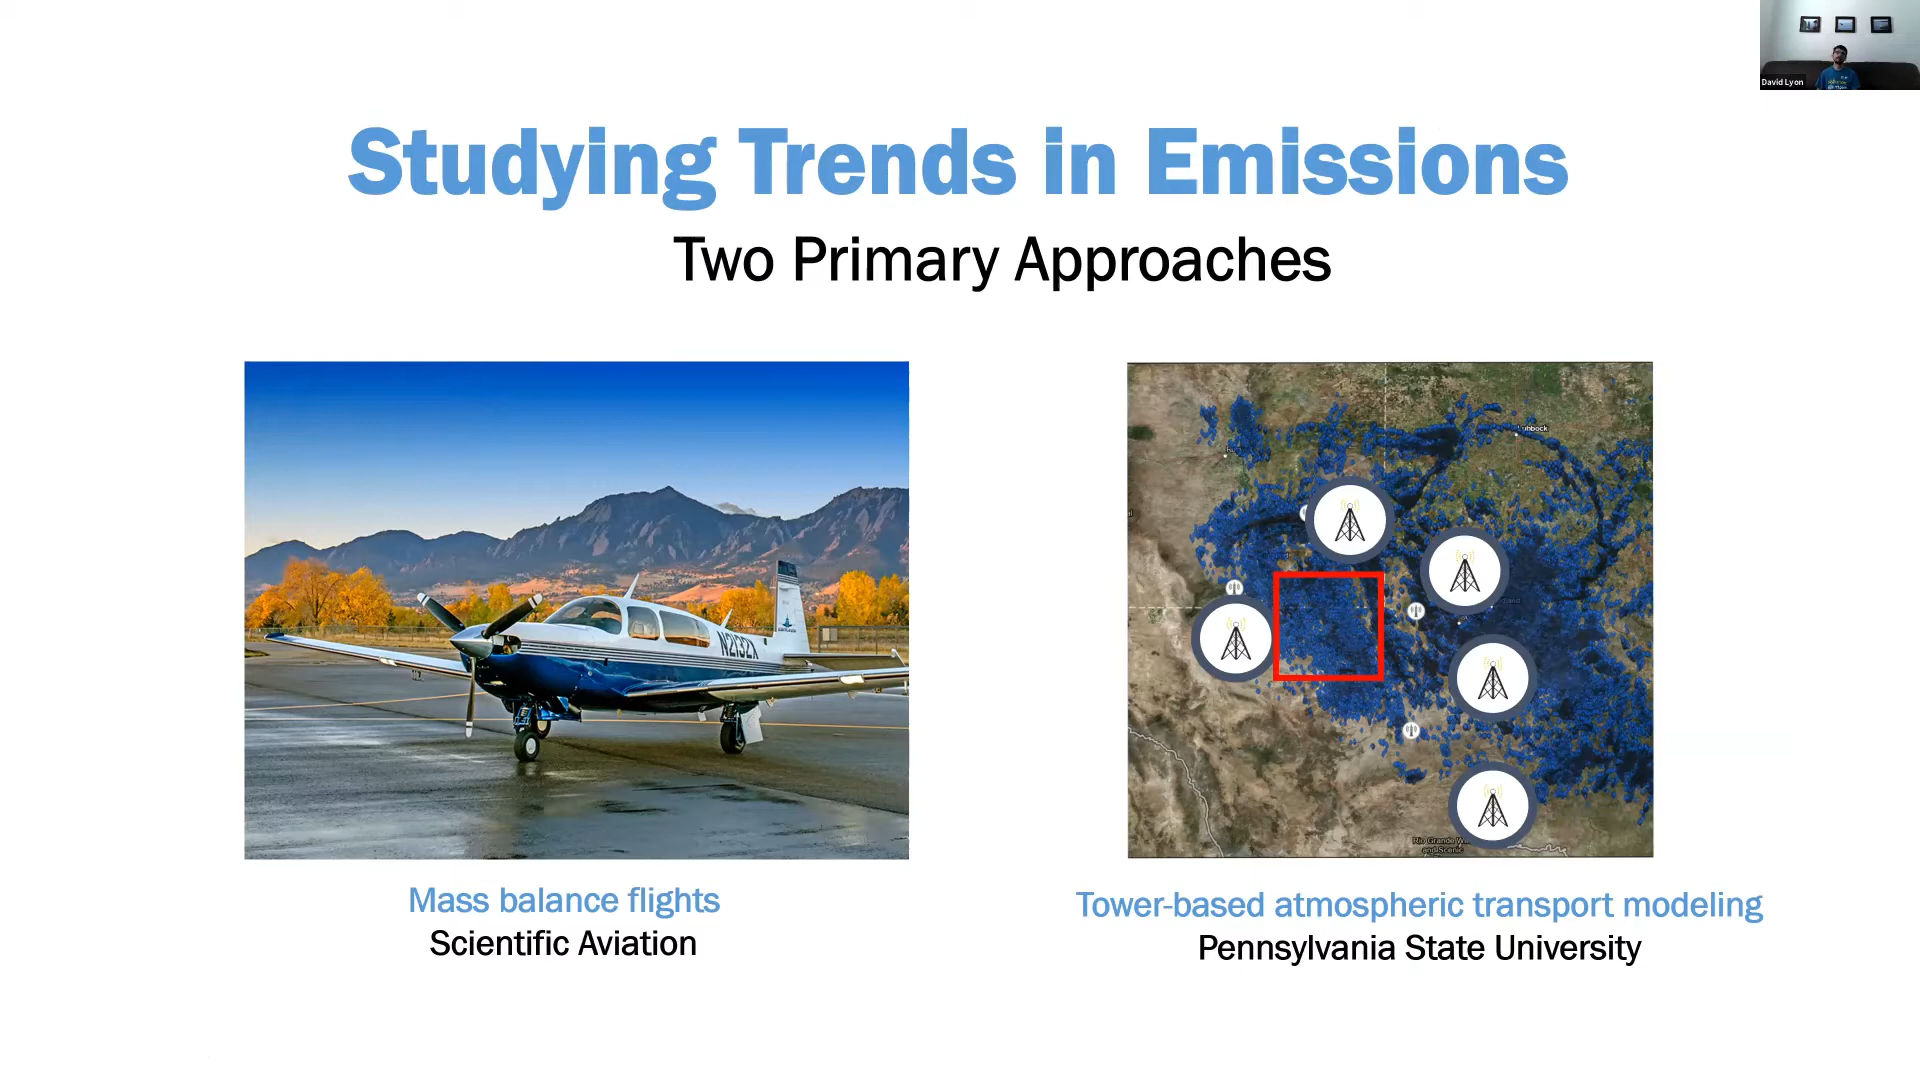 David Lyon
Studying Trends in Emissions
Two Primary Approaches
N2132X
Mass balance flights
Scientific Aviation
Tower-based atmospheric transport modeling
Pennsylvania State University